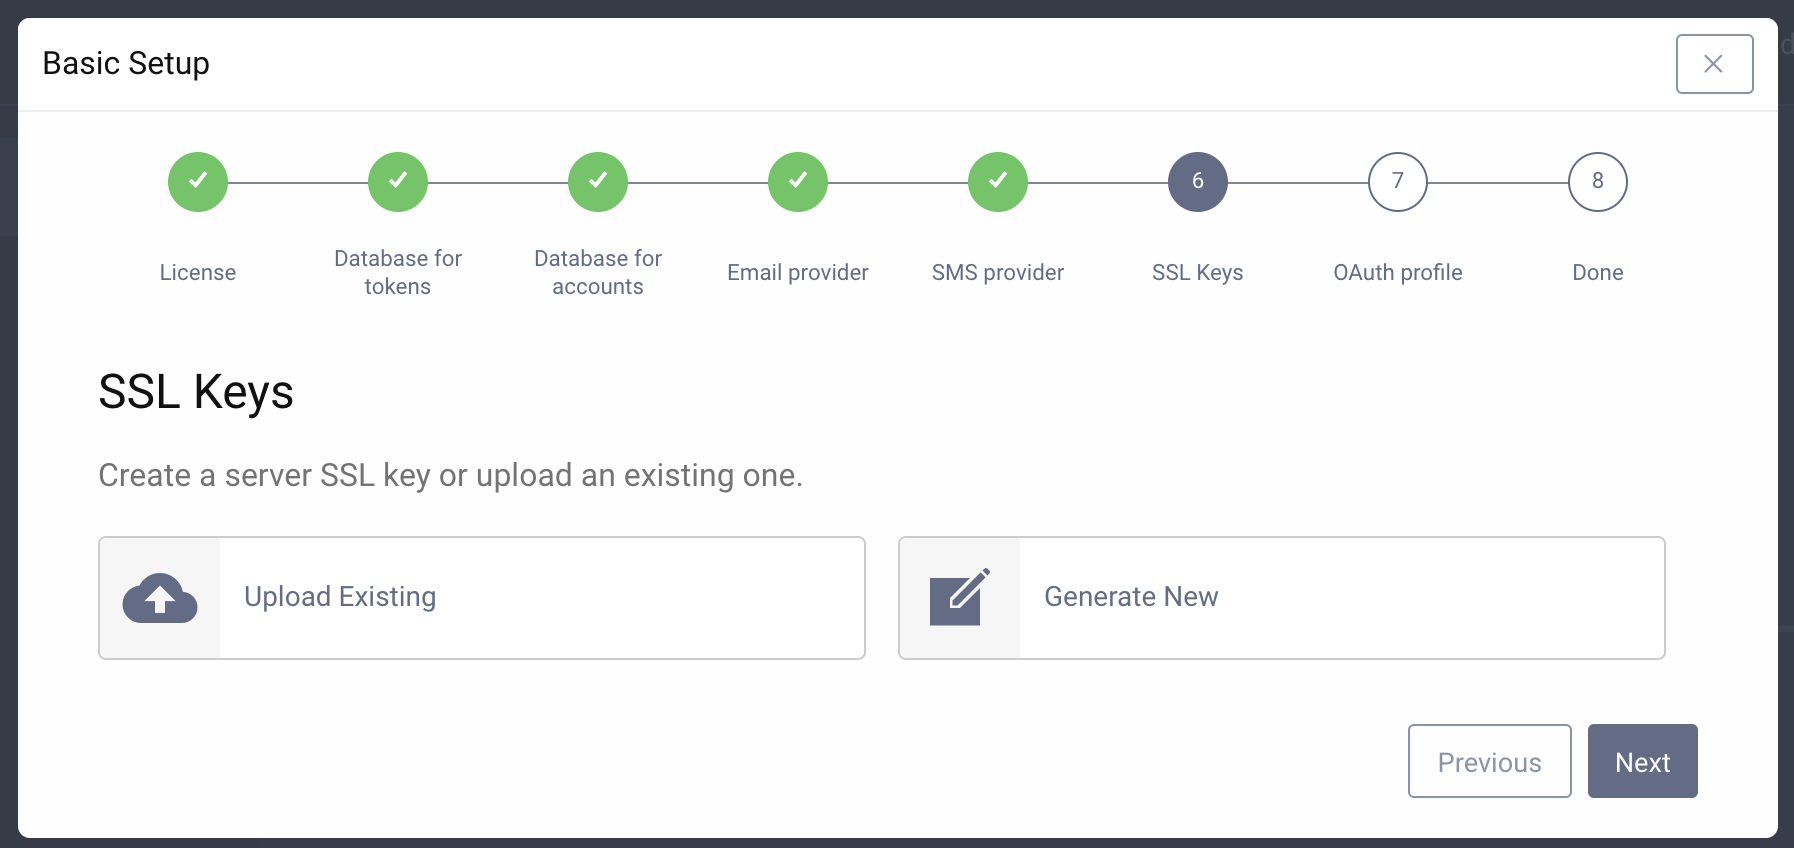 Basic Setup
6
7
8
License
Database for
tokens
Database for
accounts
Email provider
SMS provider
SSL Keys
OAuth profile
Done
SSL Keys
Create a server SSL key or upload an existing one.
Upload Existing
Generate New
Previous
Next